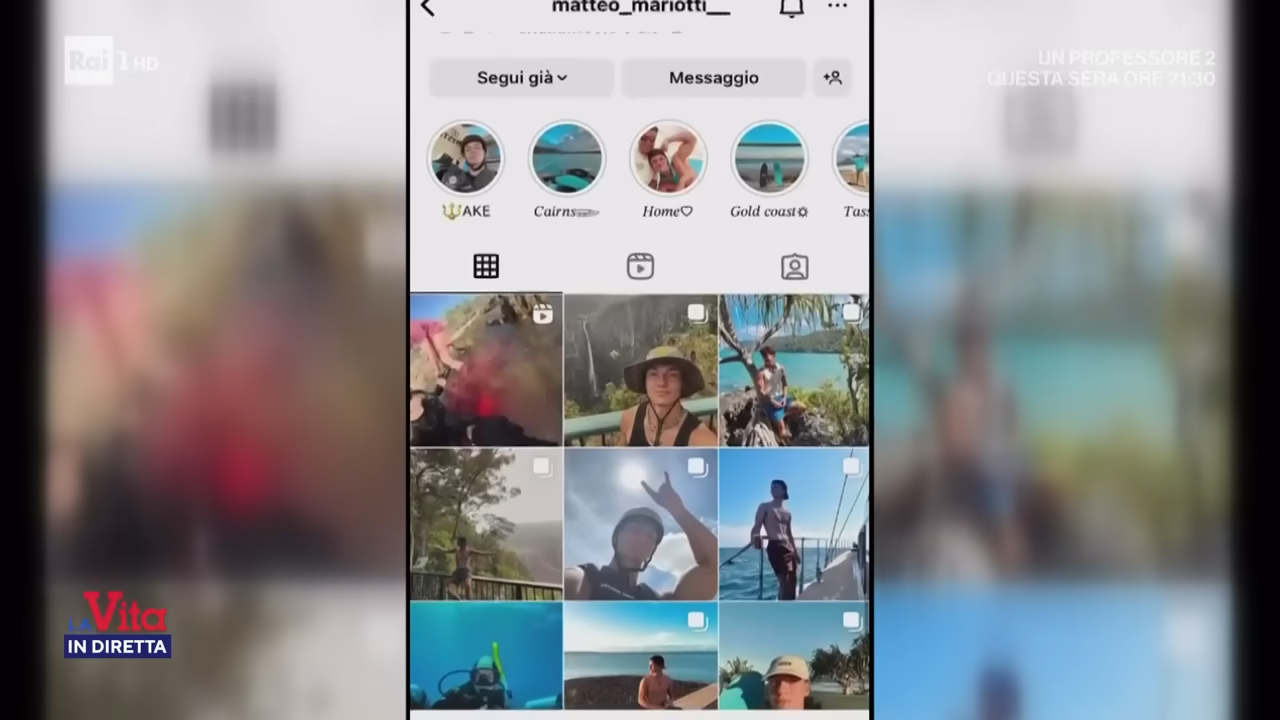 matteo_mariotti__
Rai 1 HD
UN PROFESSORE 2
QUESTA SERA ORE 21:30
Segui già
Messaggio
🔱AKE
Cairns
Home♡
Gold coast☼
Tass
LA Vita
IN DIRETTA